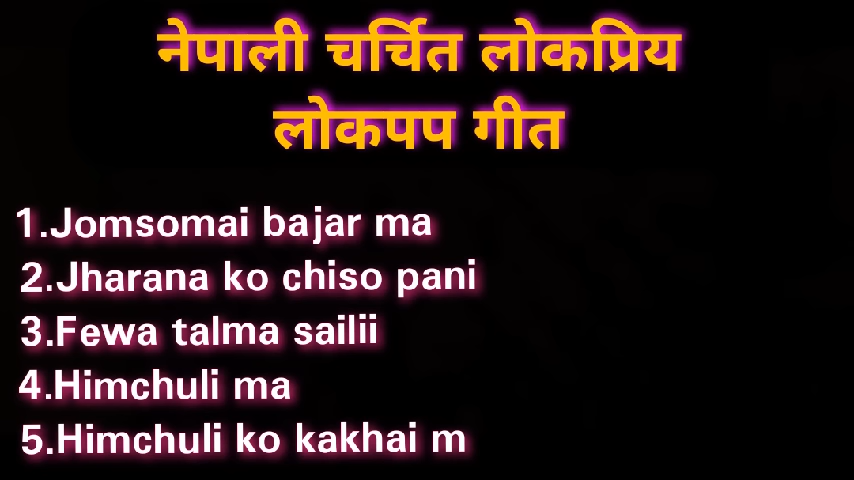 नेपाली चर्चित लोकप्रिय
लोकपप गीत
1.Jomsomai bajar ma
2.Jharana ko chiso pani
3.Fewa talma sailii
4.Himchuli ma
5.Himchuli ko kakhai m